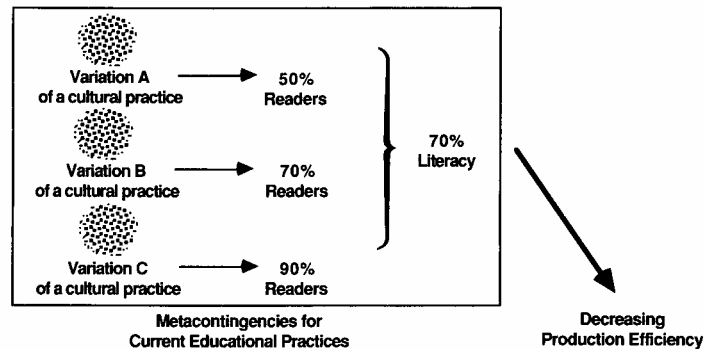 Variation A
of a cultural practice
50%
Readers
Variation B
of a cultural practice
70%
Readers
Variation C
of a cultural practice
90%
Readers
70%
Literacy
Metacontingencies for
Current Educational Practices
Decreasing
Production Efficiency